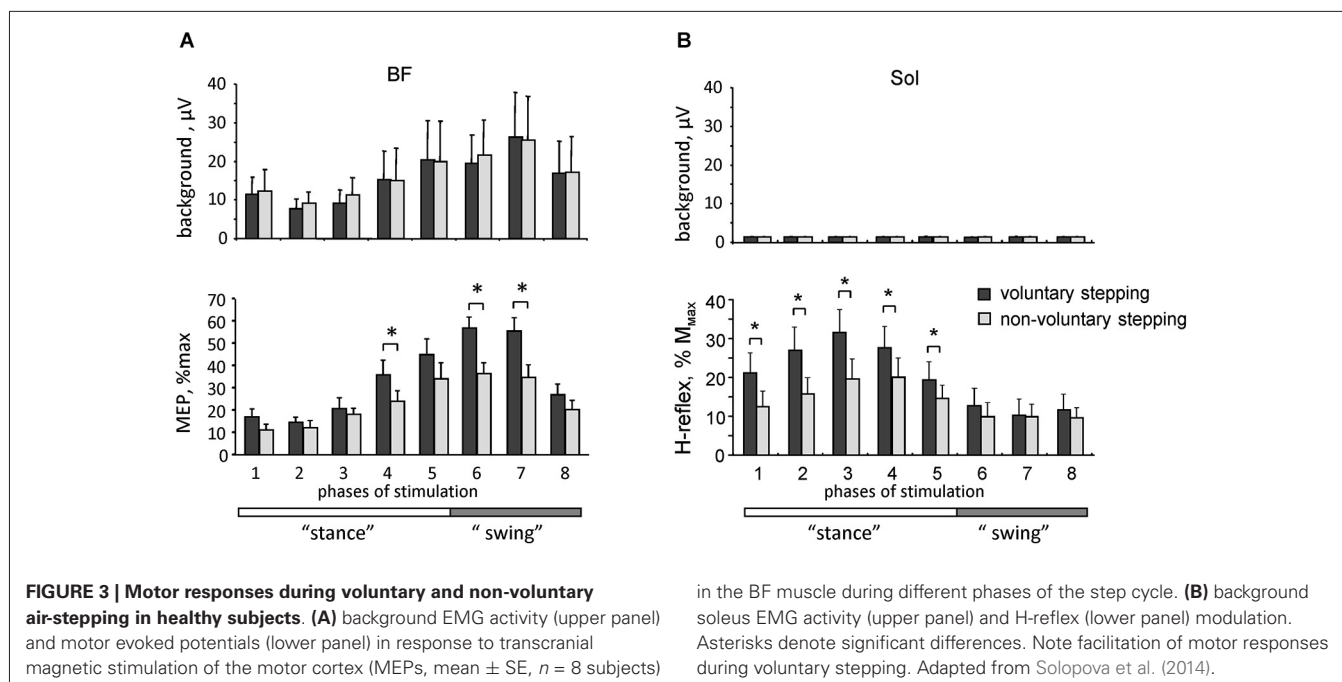 A
BF
40
30
20
10
0
background , µV
70
60
50
40
30
20
10
0
MEP, %max
* * *
1 2 3 4 5 6 7 8
phases of stimulation
“stance” “ swing”
B
Sol
40
30
20
10
0
background, µV
40
30
20
10
0
H-reflex, % MMAX
* * * * *
voluntary stepping
non-voluntary stepping
1 2 3 4 5 6 7 8
phases of stimulation
“stance” “ swing”
FIGURE 3 | Motor responses during voluntary and non-voluntary
air-stepping in healthy subjects. (A) background EMG activity (upper panel)
and motor evoked potentials (lower panel) in response to transcranial
magnetic stimulation of the motor cortex (MEPs, mean ± SE, n = 8 subjects)
in the BF muscle during different phases of the step cycle. (B) background
soleus EMG activity (upper panel) and H-reflex (lower panel) modulation.
Asterisks denote significant differences. Note facilitation of motor responses
during voluntary stepping. Adapted from Solopova et al. (2014).